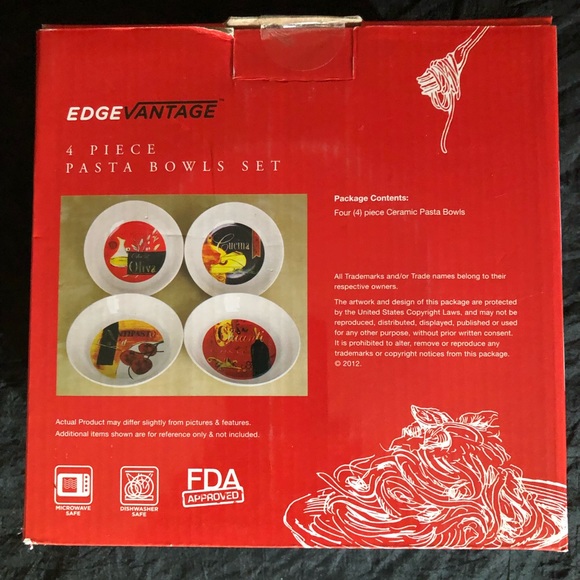 EDGEVANTAGE™
4 PIECE
PASTA BOWLS SET
Oliva
Cucina
ANTIPASTO
Package Contents:
Four (4) piece Ceramic Pasta Bowls
All Trademarks and/or Trade names belong to their
respective owners.
The artwork and design of this package are protected
by the United States Copyright Laws, and may not be
reproduced, distributed, displayed, published or used
for any other purpose, without prior written consent.
It is prohibited to alter, remove or reproduce any
trademarks or copyright notices from this package.
© 2012.
Actual Product may differ slightly from pictures & features.
Additional items shown are for reference only & not included.
MICROWAVE
SAFE
DISHWASHER
SAFE
FDA
APPROVED